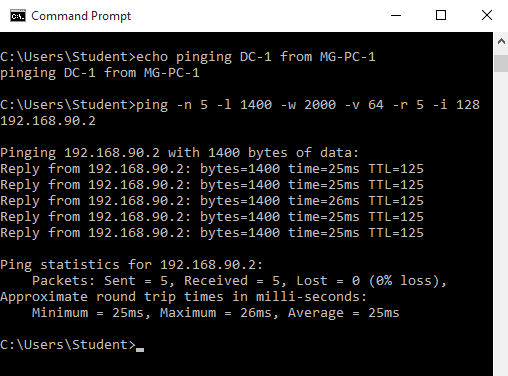 Command Prompt
C:\Users\Student>echo pinging DC-1 from MG-PC-1
pinging DC-1 from MG-PC-1
C:\Users\Student>ping -n 5 -l 1400 -w 2000 -v 64 -r 5 -i 128
192.168.90.2
Pinging 192.168.90.2 with 1400 bytes of data:
Reply from 192.168.90.2: bytes=1400 time=25ms TTL=125
Reply from 192.168.90.2: bytes=1400 time=25ms TTL=125
Reply from 192.168.90.2: bytes=1400 time=26ms TTL=125
Reply from 192.168.90.2: bytes=1400 time=25ms TTL=125
Reply from 192.168.90.2: bytes=1400 time=25ms TTL=125
Ping statistics for 192.168.90.2:
    Packets: Sent = 5, Received = 5, Lost = 0 (0% loss),
Approximate round trip times in milli-seconds:
    Minimum = 25ms, Maximum = 26ms, Average = 25ms
C:\Users\Student>